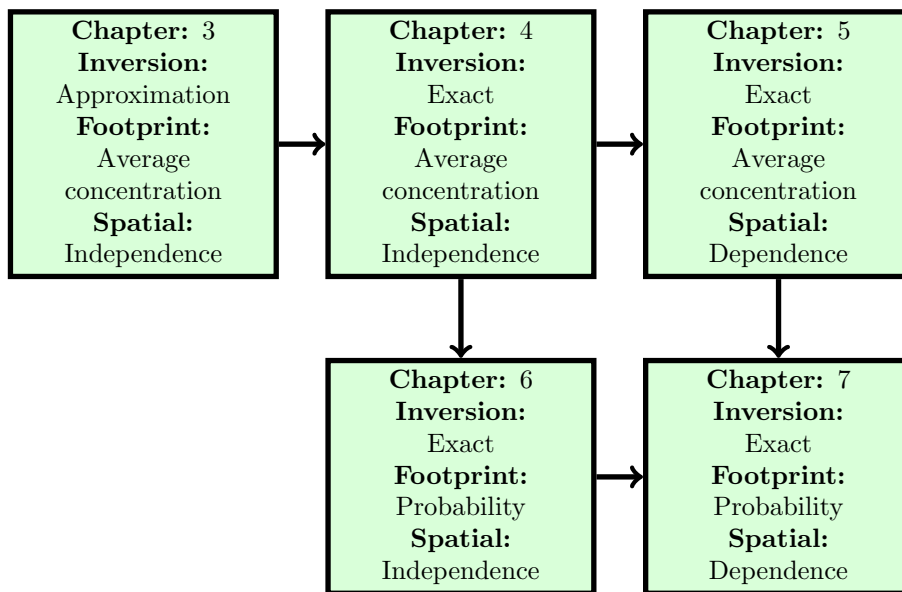 Chapter: 3
Inversion:
Approximation
Footprint:
Average
concentration
Spatial:
Independence
Chapter: 4
Inversion:
Exact
Footprint:
Average
concentration
Spatial:
Independence
Chapter: 5
Inversion:
Exact
Footprint:
Average
concentration
Spatial:
Dependence
Chapter: 6
Inversion:
Exact
Footprint:
Probability
Spatial:
Independence
Chapter: 7
Inversion:
Exact
Footprint:
Probability
Spatial:
Dependence